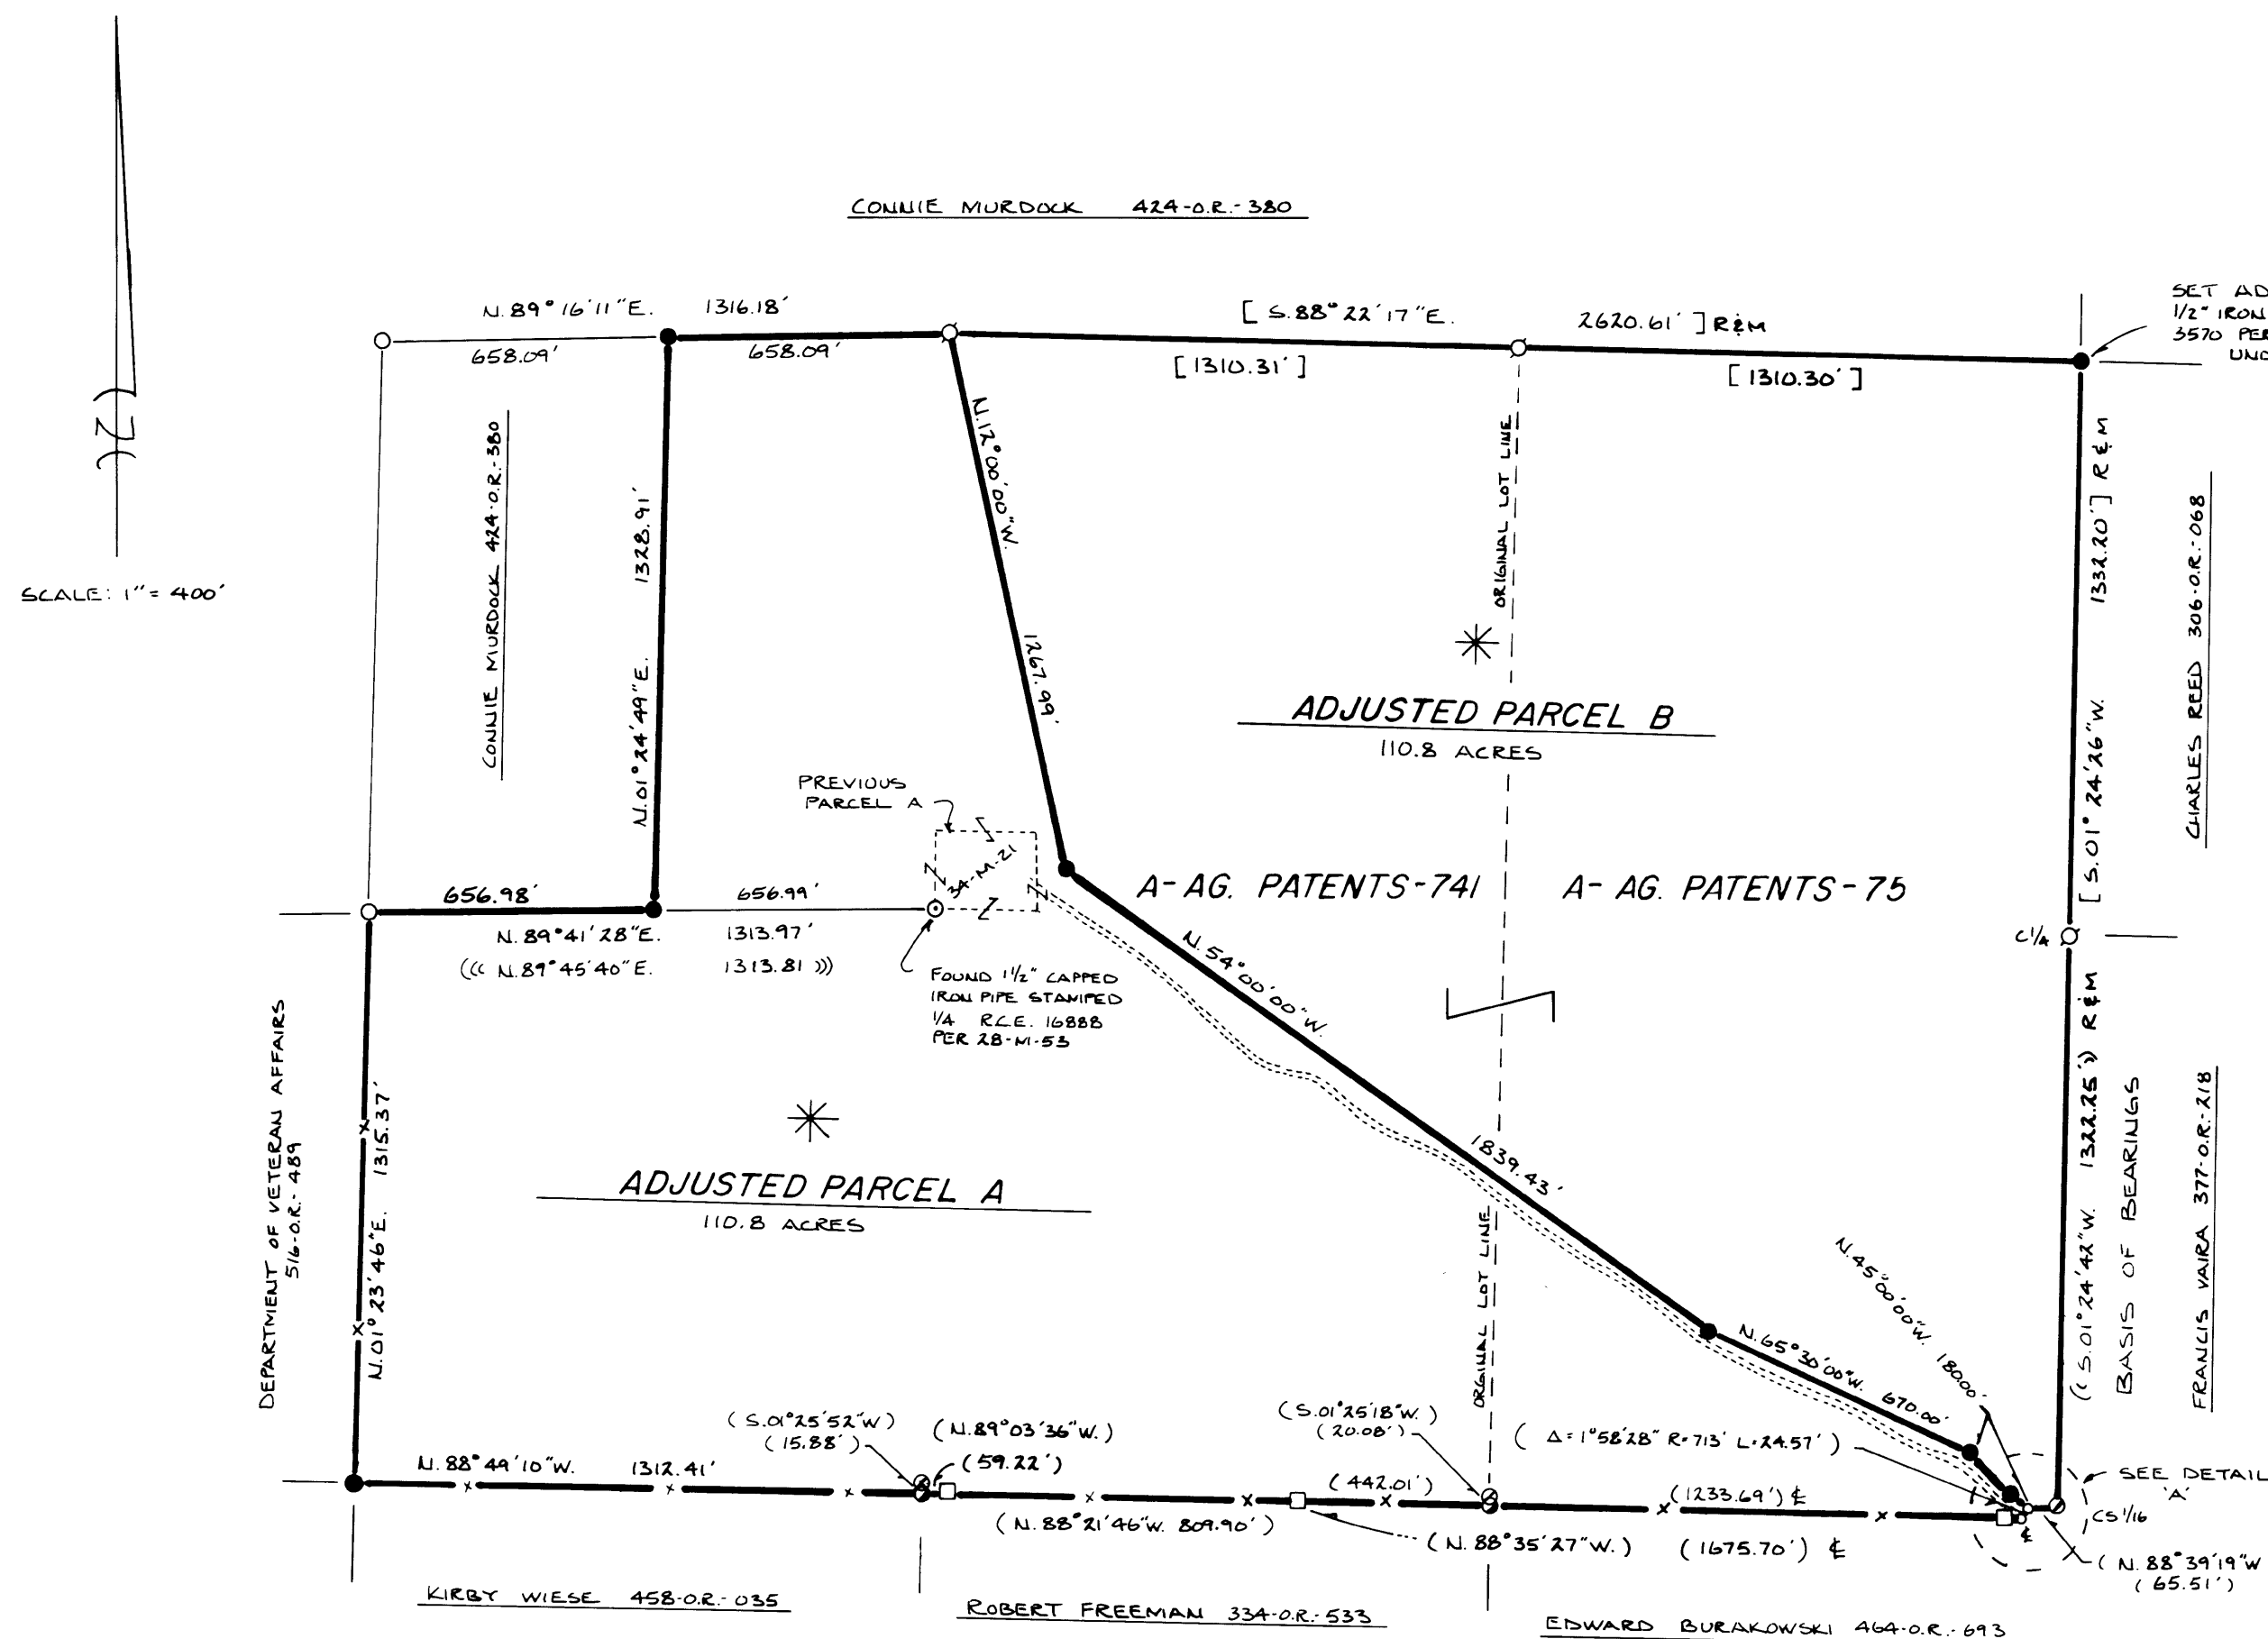 CONNIE MURDOCK 424-O.R.-380
N.89°16'11"E. 1316.18'
658.09'
658.09'
[ S.88°22'17"E. 2620.61' ] R&M
[1310.31']
[1310.30']
SET AD
1/2" IRON
3570 PER
UND
SCALE: 1"= 400'
CONNIE MURDOCK 424-O.R.-380
N.01°24'49"E. 1328.91'
N.12°00'00"W.
1267.99'
ORIGINAL LOT LINE
[ S.01°24'26"W. 1332.20' ] R&M
CHARLES REED 306-O.R.-068
ADJUSTED PARCEL B
110.8 ACRES
PREVIOUS
PARCEL A
34-M-21
A-AG. PATENTS-741
A-AG. PATENTS-75
656.98'
656.99'
N.89°41'28"E. 1313.97'
((( N.89°45'40"E. 1313.81 )))
C1/4
FOUND 1 1/2" CAPPED
IRON PIPE STAMPED
1/4 R.C.E. 16888
PER 28-M-53
N.54°00'00"W.
1839.43'
DEPARTMENT OF VETERAN AFFAIRS
516-O.R.-489
N.01°23'46"E. 1315.37'
ADJUSTED PARCEL A
110.8 ACRES
ORGINAL LOT LINE
((S.01°24'42"W. 1322.25')) R&M
BASIS OF BEARINGS
FRANCIS VAIRA 377-O.R.-218
N.45°00'00"W. 180.00'
N.65°30'00"W. 670.00'
(S.01°25'52"W)
(15.88')
(N.89°03'36"W.)
(59.22')
(S.01°25'18"W.)
(20.08')
( Δ=1°58'28" R=713' L=24.57' )
SEE DETAIL
'A'
N.88°49'10"W. 1312.41'
(442.01')
(1233.69') ℄
(N.88°21'46"W. 809.90')
(N.88°35'27"W.) (1675.70') ℄
℄
CS 1/16
(N.88°39'19"W
(65.51')
KIRBY WIESE 458-O.R.-035
ROBERT FREEMAN 334-O.R.-533
EDWARD BURAKOWSKI 464-O.R.-693